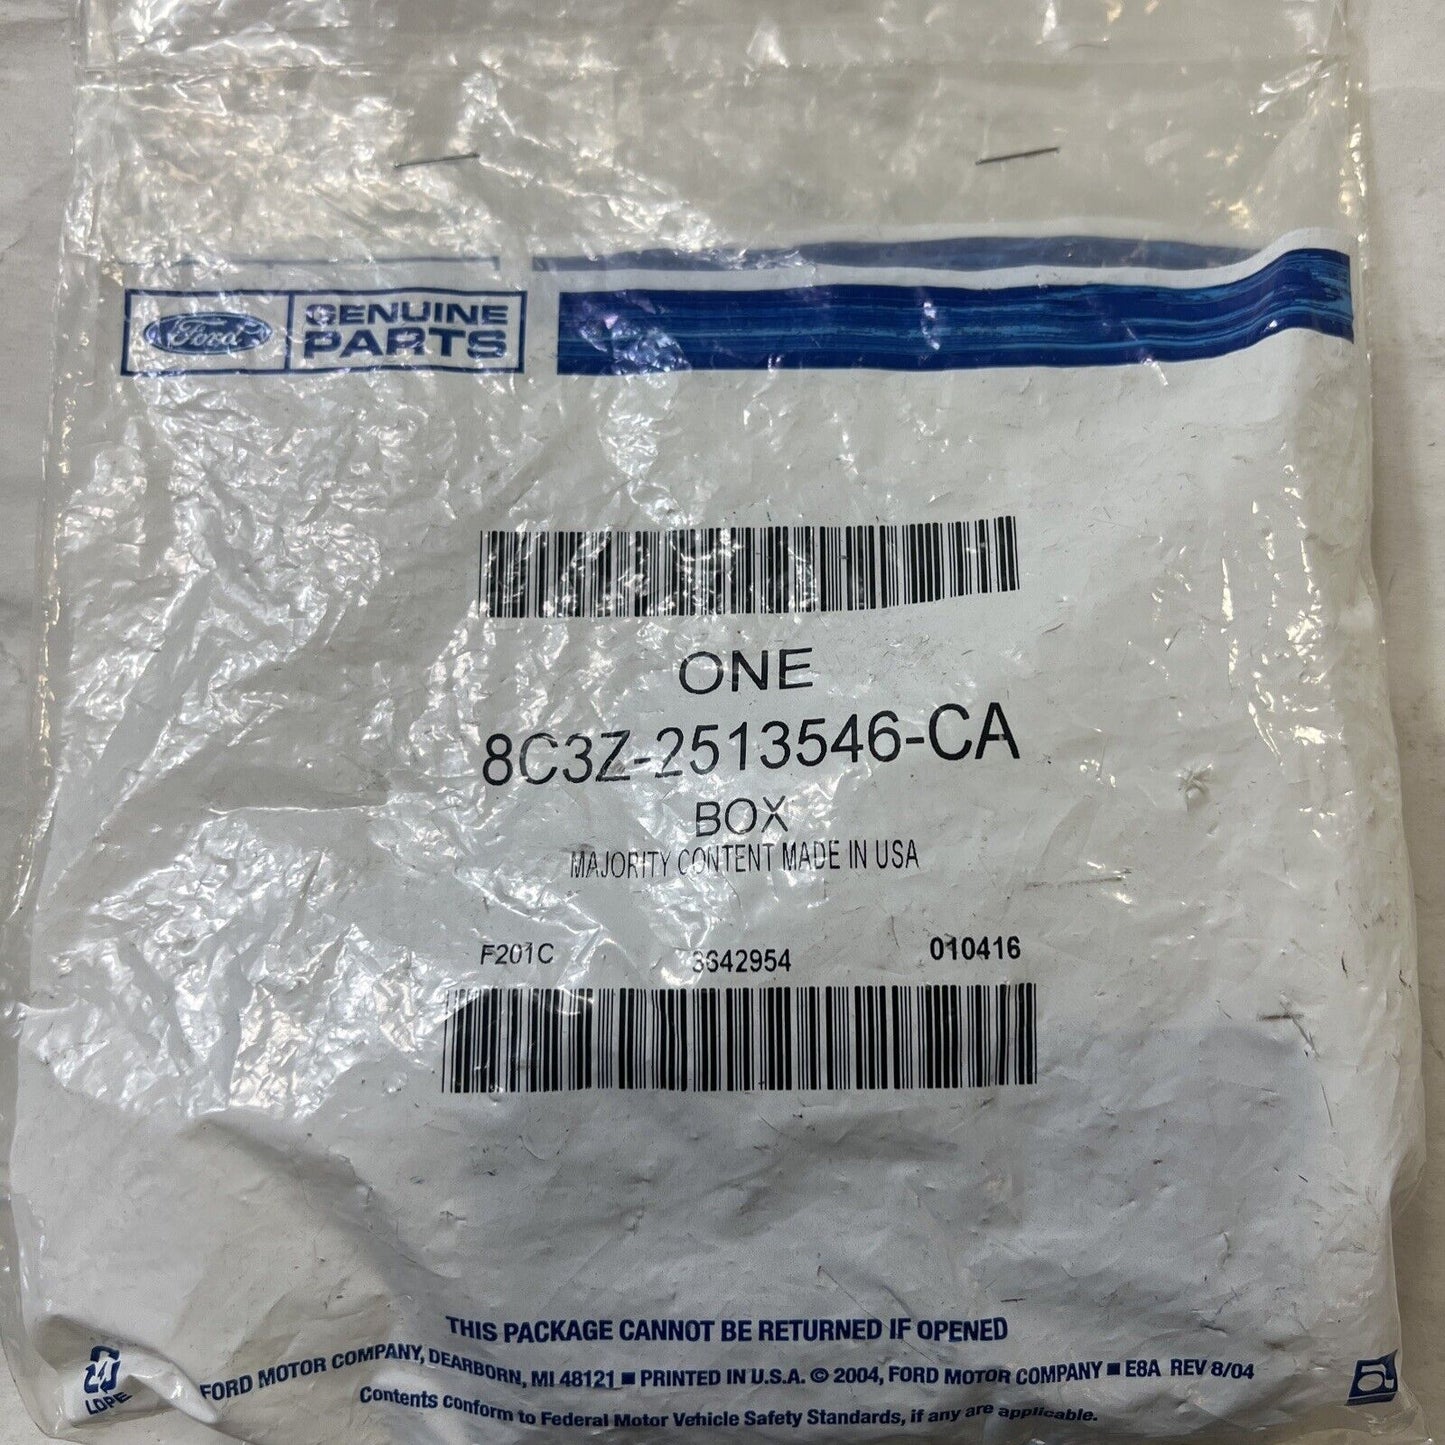 Ford GENUINE
PARTS
ONE
8C3Z-2513546-CA
BOX
MAJORITY CONTENT MADE IN USA
F201C 3642954 010416
THIS PACKAGE CANNOT BE RETURNED IF OPENED
FORD MOTOR COMPANY, DEARBORN, MI 48121 ■ PRINTED IN U.S.A. © 2004, FORD MOTOR COMPANY ■ E8A REV 8/04
Contents conform to Federal Motor Vehicle Safety Standards, if any are applicable.
4
LDPE